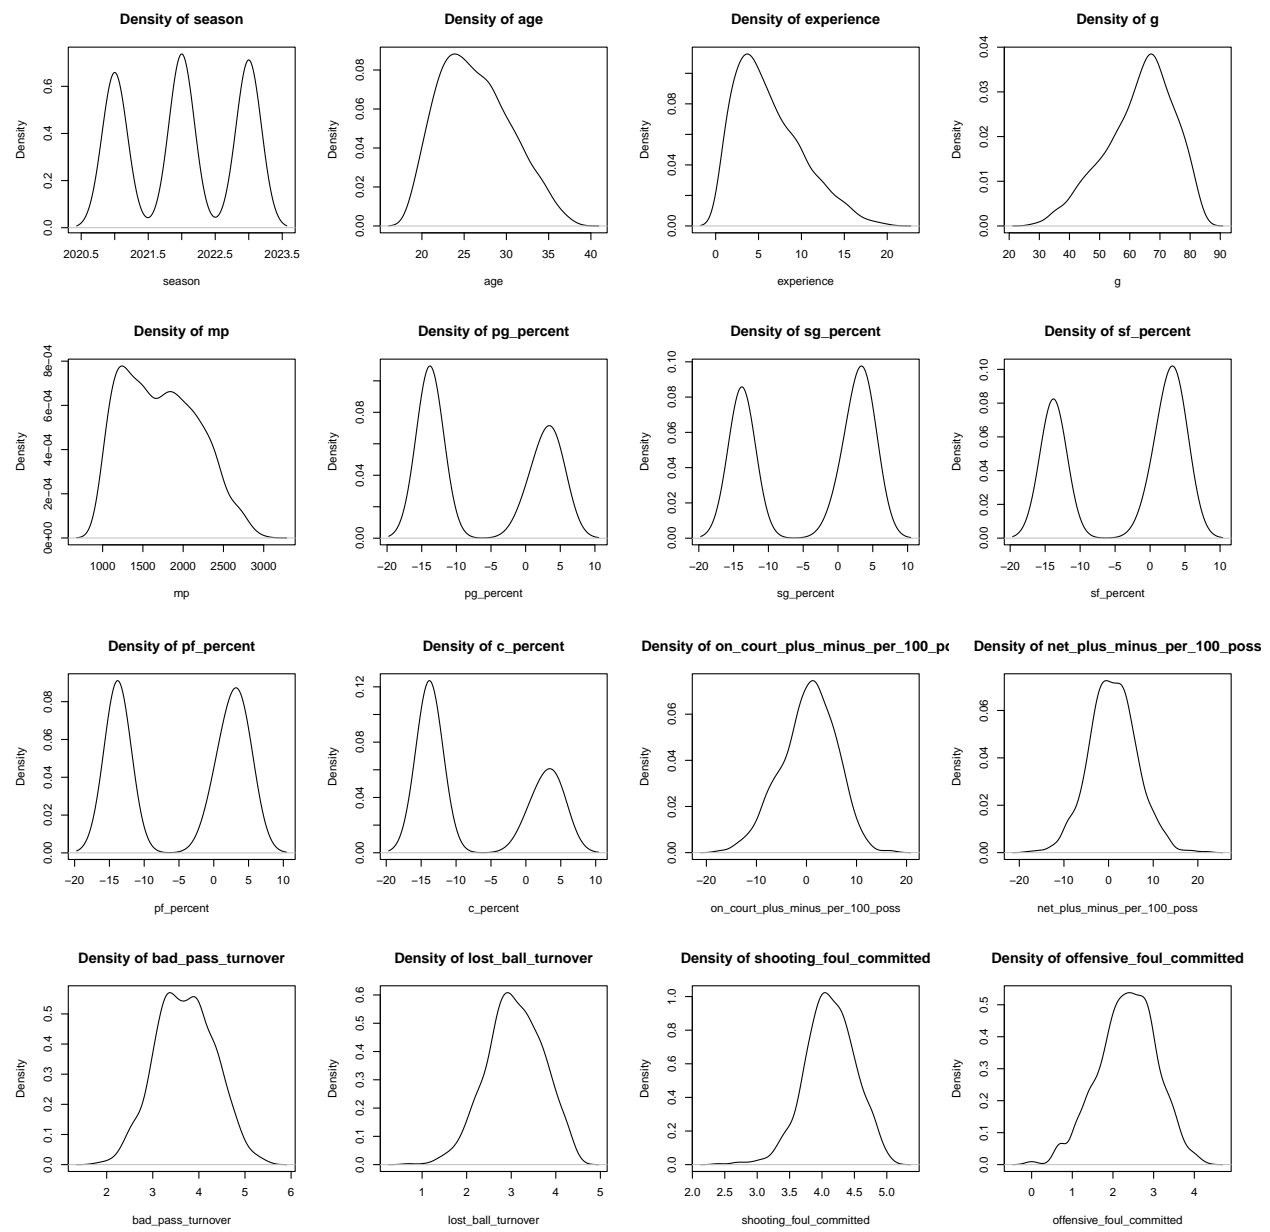 Density of season
Density
0.0 0.2 0.4 0.6
2020.5 2021.5 2022.5 2023.5
season
Density of age
Density
0.00 0.02 0.04 0.06 0.08
20 25 30 35 40
age
Density of experience
Density
0.00 0.04 0.08
0 5 10 15 20
experience
Density of g
Density
0.00 0.01 0.02 0.03 0.04
20 30 40 50 60 70 80 90
g
Density of mp
Density
0e+00 2e−04 4e−04 6e−04 8e−04
1000 1500 2000 2500 3000
mp
Density of pg_percent
Density
0.00 0.04 0.08
−20 −15 −10 −5 0 5 10
pg_percent
Density of sg_percent
Density
0.00 0.02 0.04 0.06 0.08 0.10
−20 −15 −10 −5 0 5 10
sg_percent
Density of sf_percent
Density
0.00 0.02 0.04 0.06 0.08 0.10
−20 −15 −10 −5 0 5 10
sf_percent
Density of pf_percent
Density
0.00 0.02 0.04 0.06 0.08
−20 −15 −10 −5 0 5 10
pf_percent
Density of c_percent
Density
0.00 0.04 0.08 0.12
−20 −15 −10 −5 0 5 10
c_percent
Density of on_court_plus_minus_per_100_pc
Density
0.00 0.02 0.04 0.06
−20 −10 0 10 20
on_court_plus_minus_per_100_poss
Density of net_plus_minus_per_100_poss
Density
0.00 0.02 0.04 0.06
−20 −10 0 10 20
net_plus_minus_per_100_poss
Density of bad_pass_turnover
Density
0.0 0.1 0.2 0.3 0.4 0.5
2 3 4 5 6
bad_pass_turnover
Density of lost_ball_turnover
Density
0.0 0.1 0.2 0.3 0.4 0.5 0.6
1 2 3 4 5
lost_ball_turnover
Density of shooting_foul_committed
Density
0.0 0.2 0.4 0.6 0.8 1.0
2.0 2.5 3.0 3.5 4.0 4.5 5.0
shooting_foul_committed
Density of offensive_foul_committed
Density
0.0 0.1 0.2 0.3 0.4 0.5
0 1 2 3 4
offensive_foul_committed